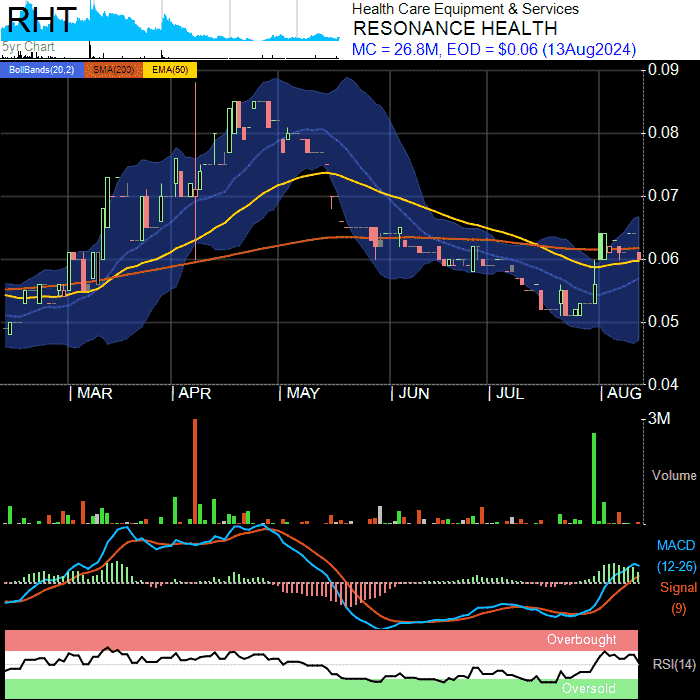 RHT
5yr Chart
Health Care Equipment & Services
RESONANCE HEALTH
MC = 26.8M, EOD = $0.06 (13Aug2024)
BollBands(20,2) SMA(200) EMA(50)
0.09
0.08
0.07
0.06
0.05
0.04
MAR APR MAY JUN JUL AUG
3M
Volume
MACD
(12-26)
Signal
(9)
Overbought
RSI(14)
Oversold